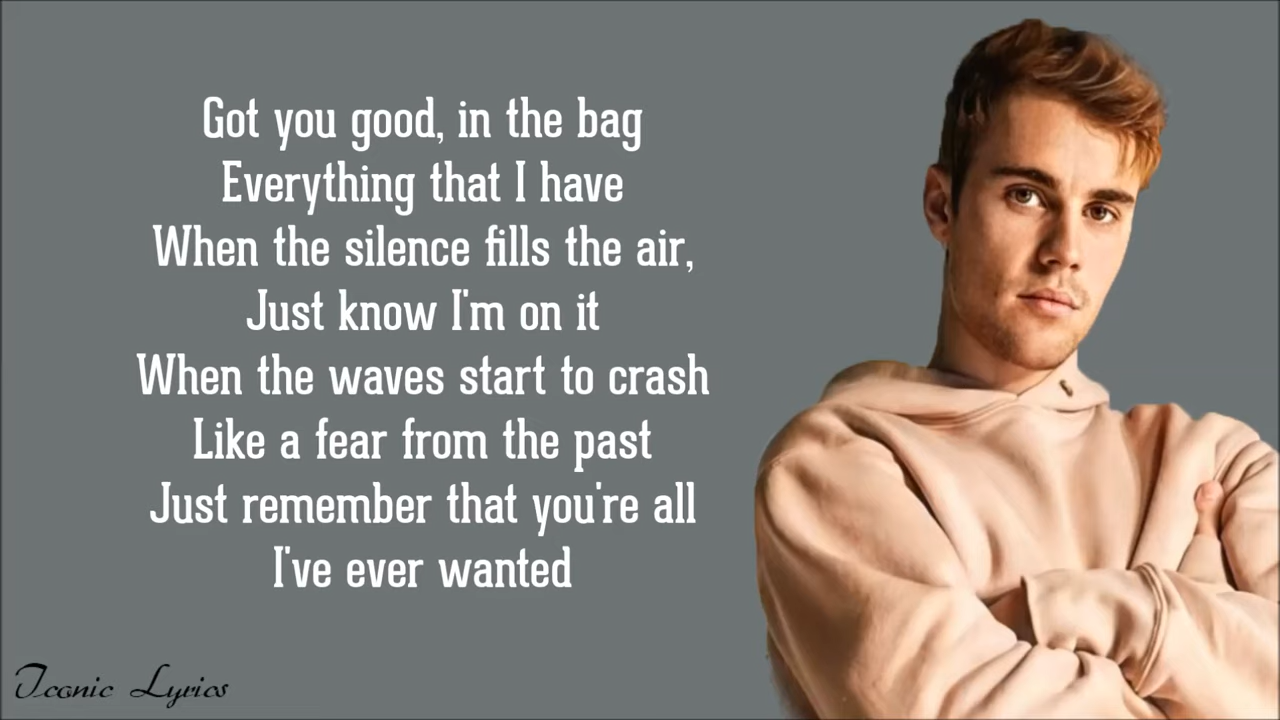 Got you good, in the bag
Everything that I have
When the silence fills the air,
Just know I'm on it
When the waves start to crash
Like a fear from the past
Just remember that you're all
I've ever wanted
Iconic Lyrics